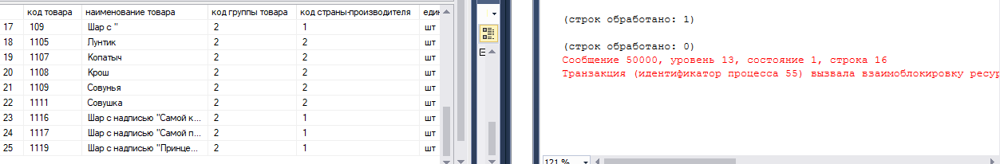 код товара наименование товара код группы товара код страны-производителя
17 109 Шар с " 2 1 шт
18 1105 Лунтик 2 2 шт
19 1107 Копатыч 2 2 шт
20 1108 Крош 2 2 шт
21 1109 Совунья 2 2 шт
22 1111 Совушка 2 2 шт
23 1116 Шар с надписью "Самой к... 2 1 шт
24 1117 Шар с надписью "Самой п... 2 1 шт
25 1119 Шар с надписью "Принце... 2 1 шт
(строк обработано: 1)
(строк обработано: 0)
Сообщение 50000, уровень 13, состояние 1, строка 16
Транзакция (идентификатор процесса 55) вызвала взаимоблокировку
121 %